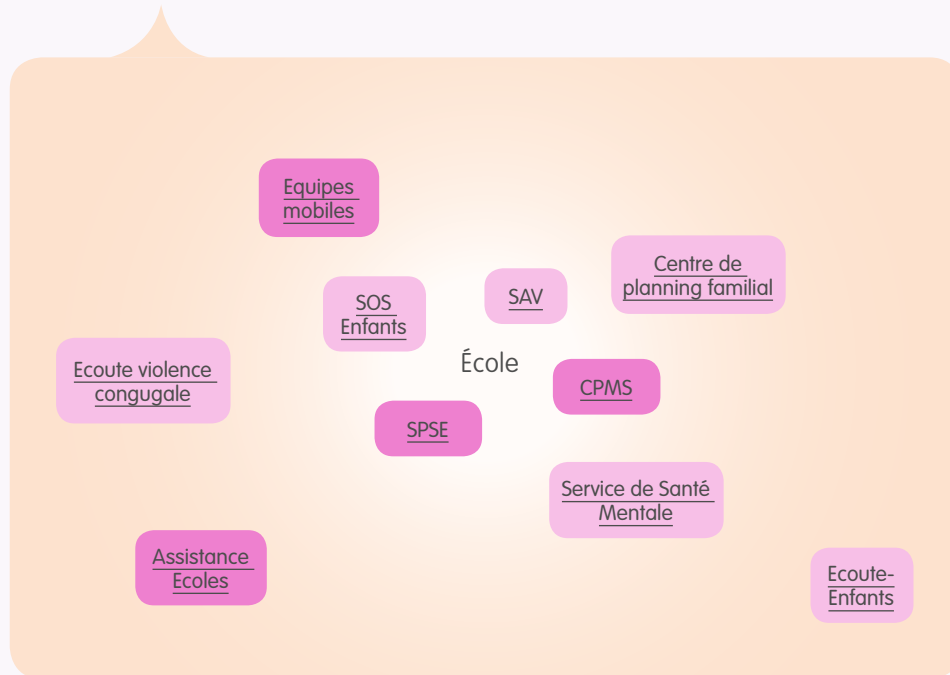 Equipes
mobiles
Centre de
planning familial
SAV
SOS
Enfants
École
Ecoute violence
congugale
CPMS
SPSE
Service de Santé
Mentale
Assistance
Ecoles
Ecoute-
Enfants